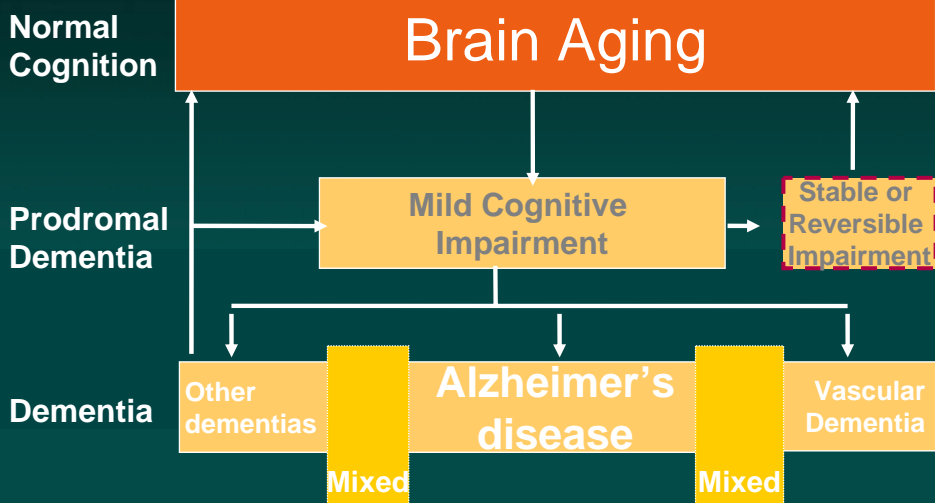 Normal
Cognition
Brain Aging
Prodromal
Dementia
Mild Cognitive
Impairment
Stable or
Reversible
Impairment
Dementia
Other
dementias
Mixed
Alzheimer’s
disease
Mixed
Vascular
Dementia